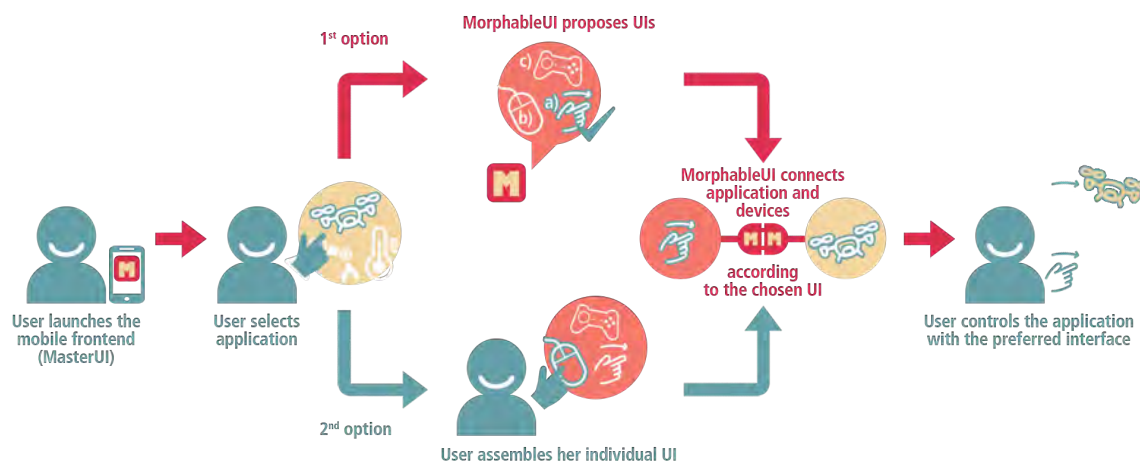 MorphableUI proposes UIs
1st option
c)
a)
b)
M
MorphableUI connects
application and
devices
M M
according
to the chosen UI
M
User launches the
mobile frontend
(MasterUI)
User selects
application
User controls the application
with the preferred interface
2nd option
User assembles her individual UI